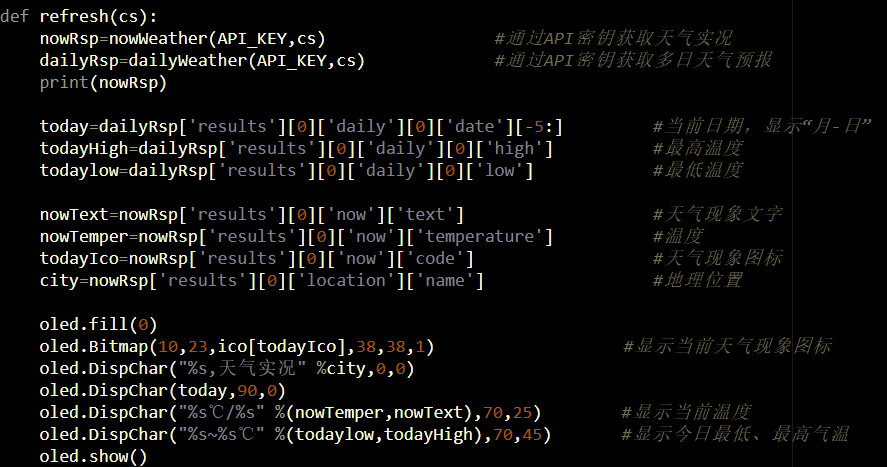 def refresh(cs):
    nowRsp=nowWeather(API_KEY,cs)                 #通过API密钥获取天气实况
    dailyRsp=dailyWeather(API_KEY,cs)             #通过API密钥获取多日天气预报
    print(nowRsp)

    today=dailyRsp['results'][0]['daily'][0]['date'][-5:]         #当前日期，显示“月-日”
    todayHigh=dailyRsp['results'][0]['daily'][0]['high']          #最高温度
    todaylow=dailyRsp['results'][0]['daily'][0]['low']            #最低温度

    nowText=nowRsp['results'][0]['now']['text']                   #天气现象文字
    nowTemper=nowRsp['results'][0]['now']['temperature']          #温度
    todayIco=nowRsp['results'][0]['now']['code']                  #天气现象图标
    city=nowRsp['results'][0]['location']['name']                 #地理位置

    oled.fill(0)
    oled.Bitmap(10,23,ico[todayIco],38,38,1)                   #显示当前天气现象图标
    oled.DispChar("%s,天气实况" %city,0,0)
    oled.DispChar(today,90,0)
    oled.DispChar("%s℃/%s" %(nowTemper,nowText),70,25)        #显示当前温度
    oled.DispChar("%s~%s℃" %(todaylow,todayHigh),70,45)       #显示今日最低、最高气温
    oled.show()